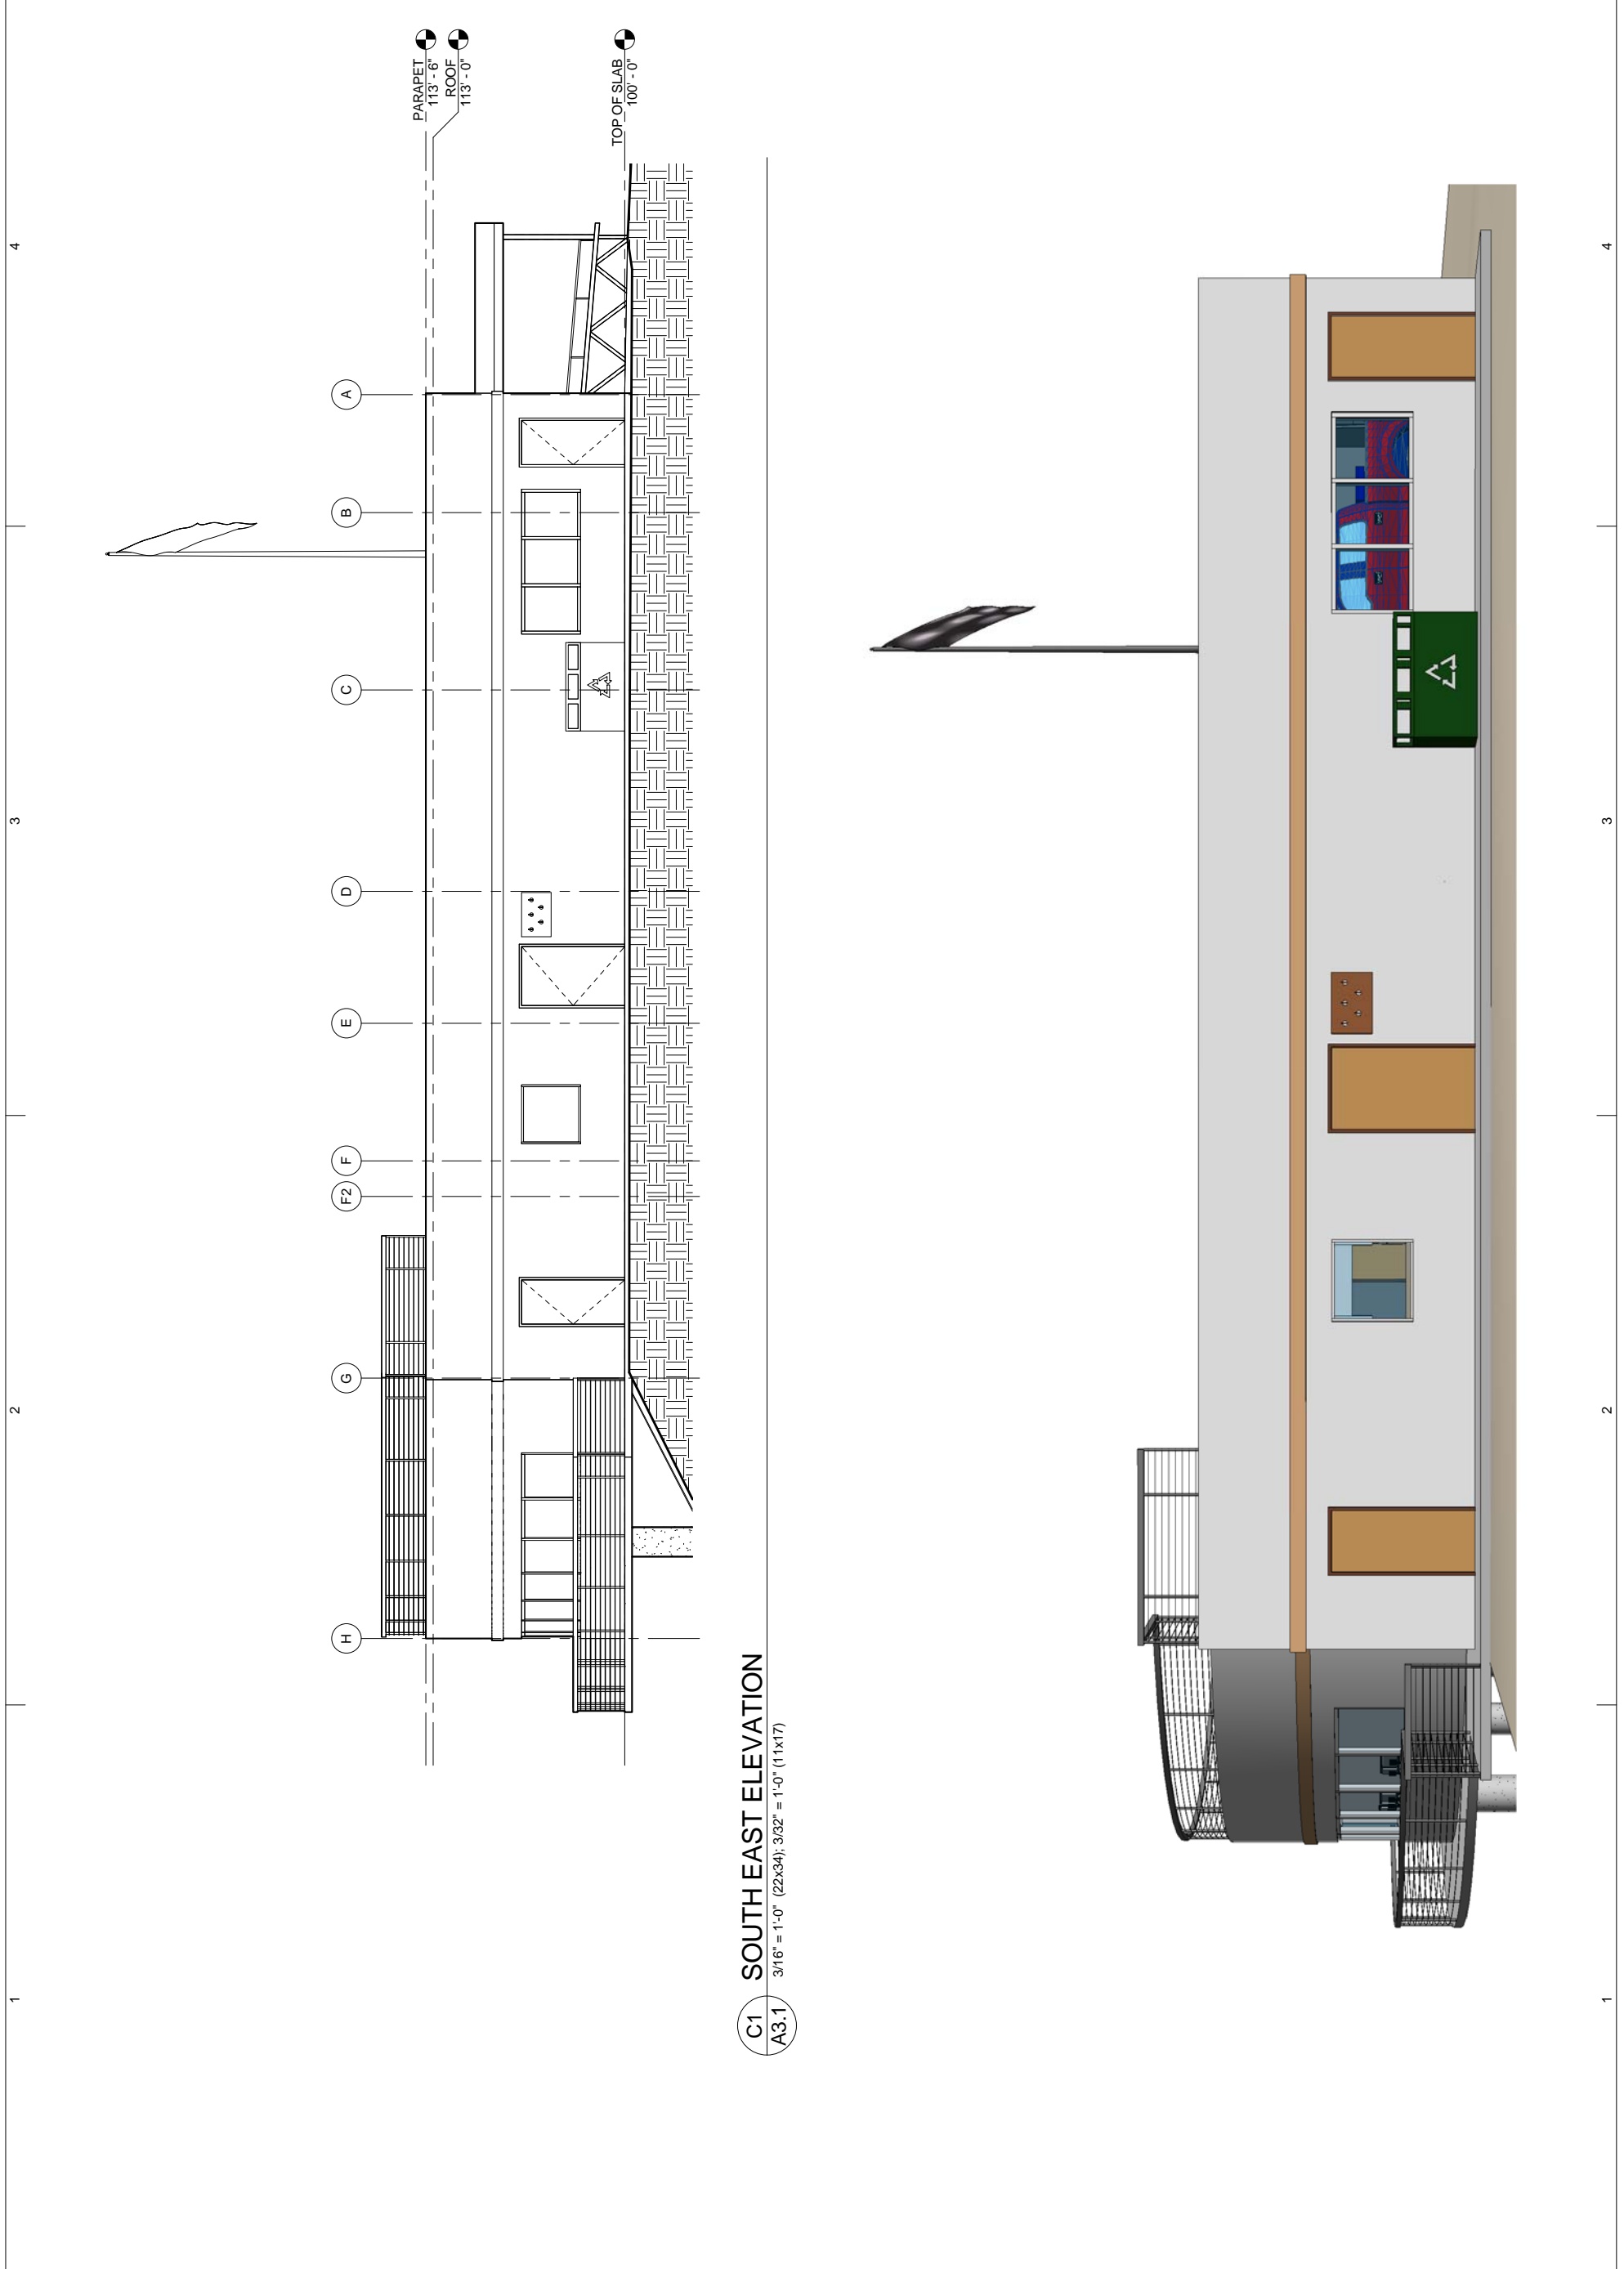 1
2
3
4
H
G
F2
F
E
D
C
B
A
PARAPET
113' - 6"
ROOF
113' - 0"
TOP OF SLAB
100' - 0"
C1
A3.1
SOUTH EAST ELEVATION
3/16" = 1'-0" (22x34); 3/32" = 1'-0" (11x17)
1
2
3
4